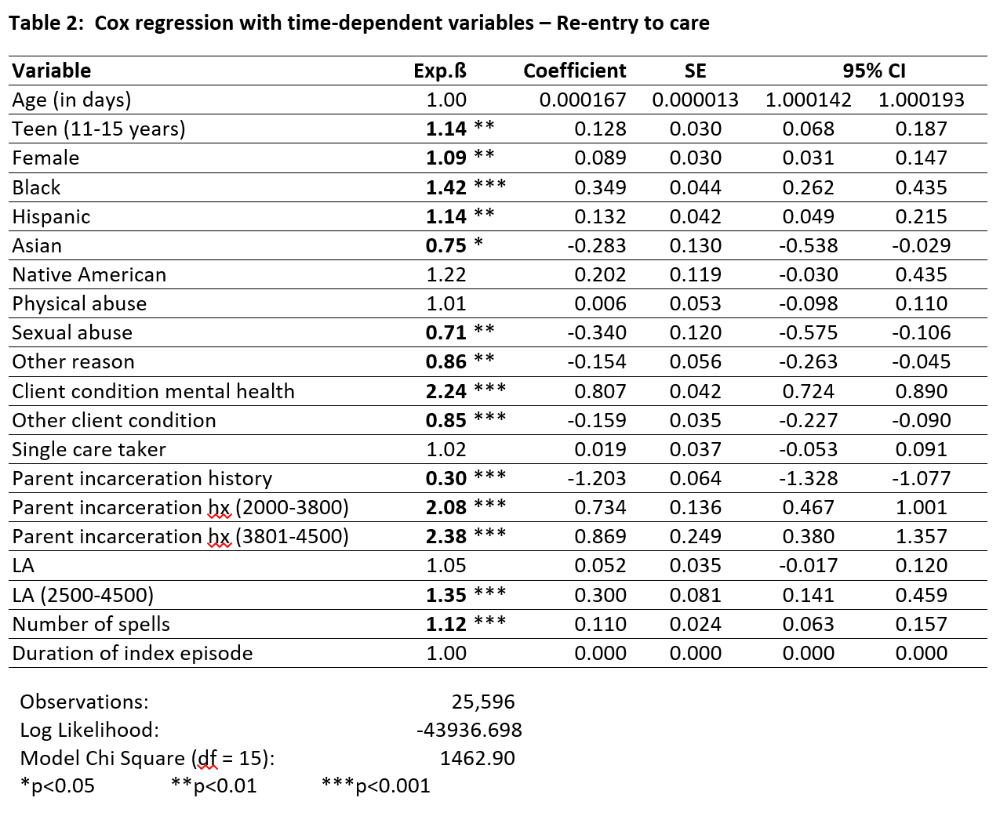 Table 2:  Cox regression with time-dependent variables – Re-entry to care
Variable Exp.ß Coefficient SE 95% CI
Age (in days) 1.00 0.000167 0.000013 1.000142 1.000193
Teen (11-15 years) 1.14 ** 0.128 0.030 0.068 0.187
Female 1.09 ** 0.089 0.030 0.031 0.147
Black 1.42 *** 0.349 0.044 0.262 0.435
Hispanic 1.14 ** 0.132 0.042 0.049 0.215
Asian 0.75 * -0.283 0.130 -0.538 -0.029
Native American 1.22 0.202 0.119 -0.030 0.435
Physical abuse 1.01 0.006 0.053 -0.098 0.110
Sexual abuse 0.71 ** -0.340 0.120 -0.575 -0.106
Other reason 0.86 ** -0.154 0.056 -0.263 -0.045
Client condition mental health 2.24 *** 0.807 0.042 0.724 0.890
Other client condition 0.85 *** -0.159 0.035 -0.227 -0.090
Single care taker 1.02 0.019 0.037 -0.053 0.091
Parent incarceration history 0.30 *** -1.203 0.064 -1.328 -1.077
Parent incarceration hx (2000-3800) 2.08 *** 0.734 0.136 0.467 1.001
Parent incarceration hx (3801-4500) 2.38 *** 0.869 0.249 0.380 1.357
LA 1.05 0.052 0.035 -0.017 0.120
LA (2500-4500) 1.35 *** 0.300 0.081 0.141 0.459
Number of spells 1.12 *** 0.110 0.024 0.063 0.157
Duration of index episode 1.00 0.000 0.000 0.000 0.000
Observations: 25,596
Log Likelihood: -43936.698
Model Chi Square (df = 15): 1462.90
*p<0.05 **p<0.01 ***p<0.001